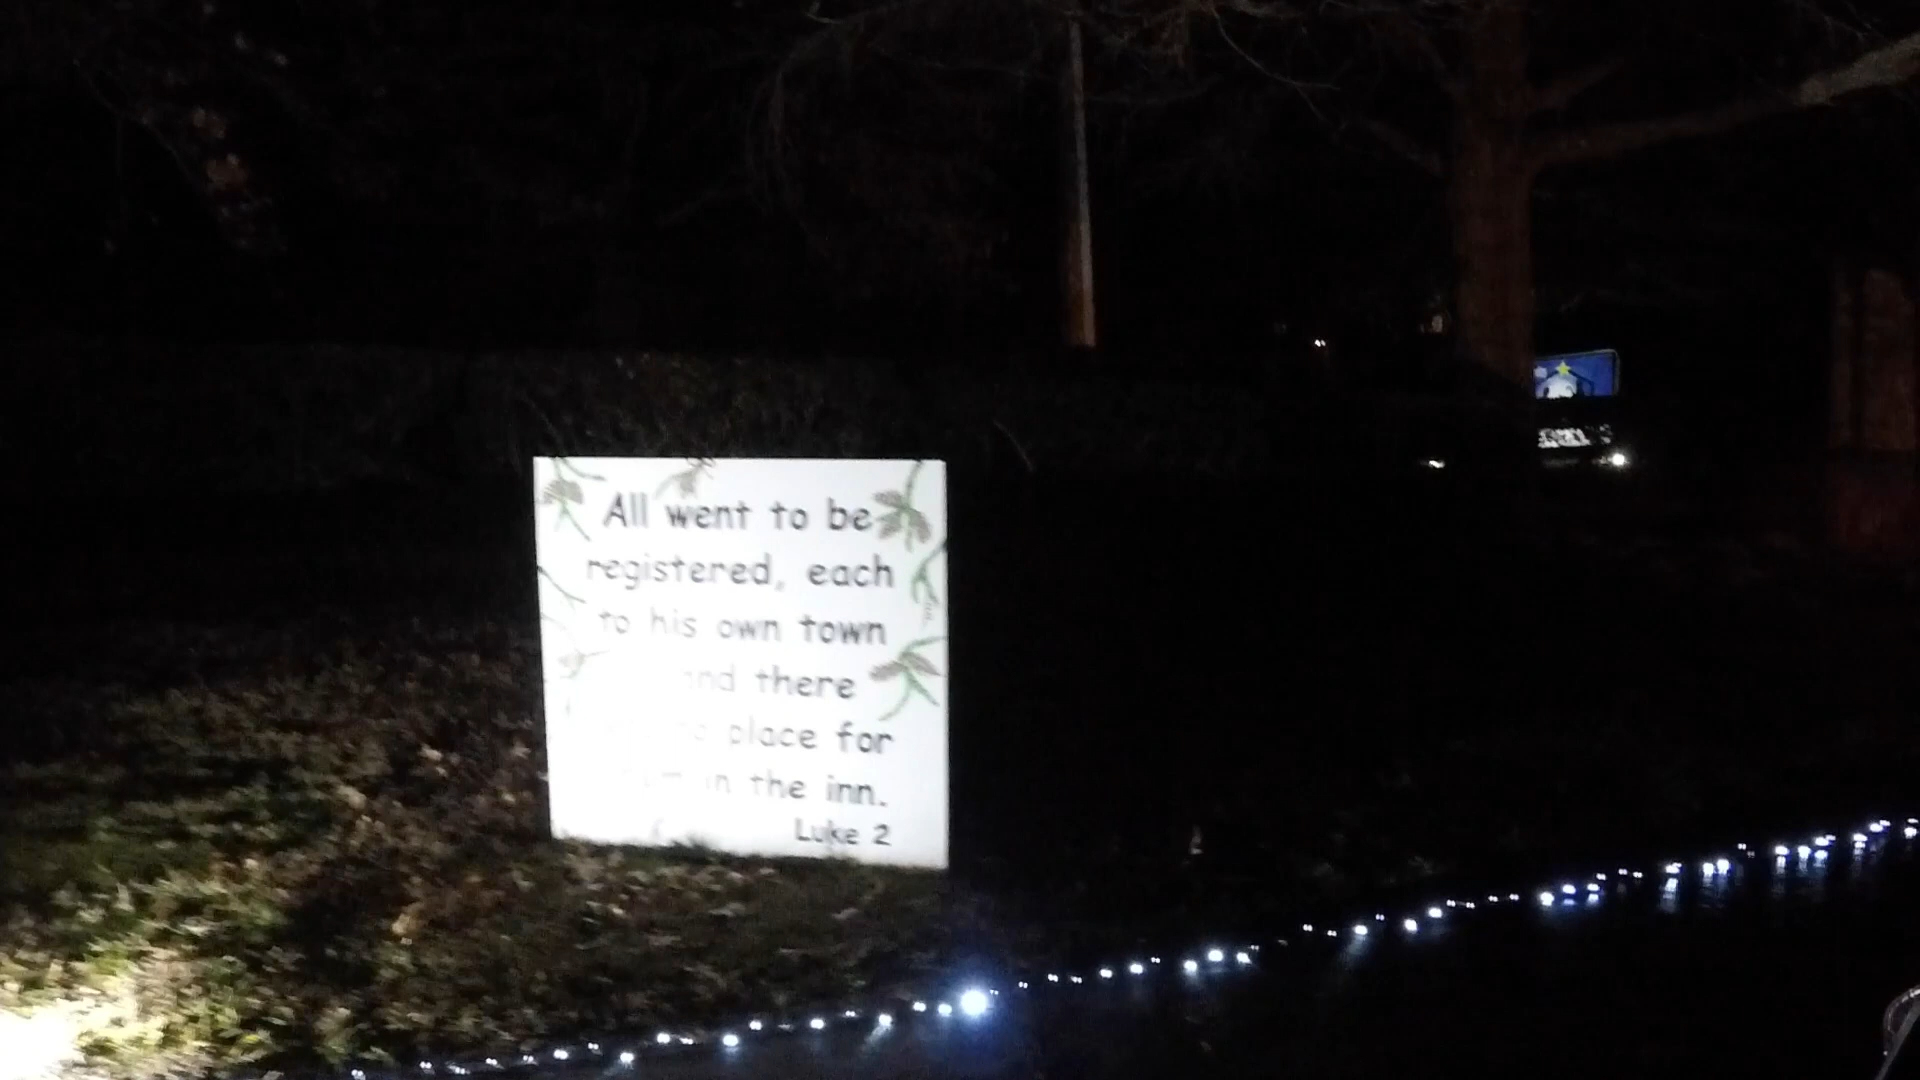 All went to be
registered, each
to his own town
and there
place for
in the inn.
Luke 2